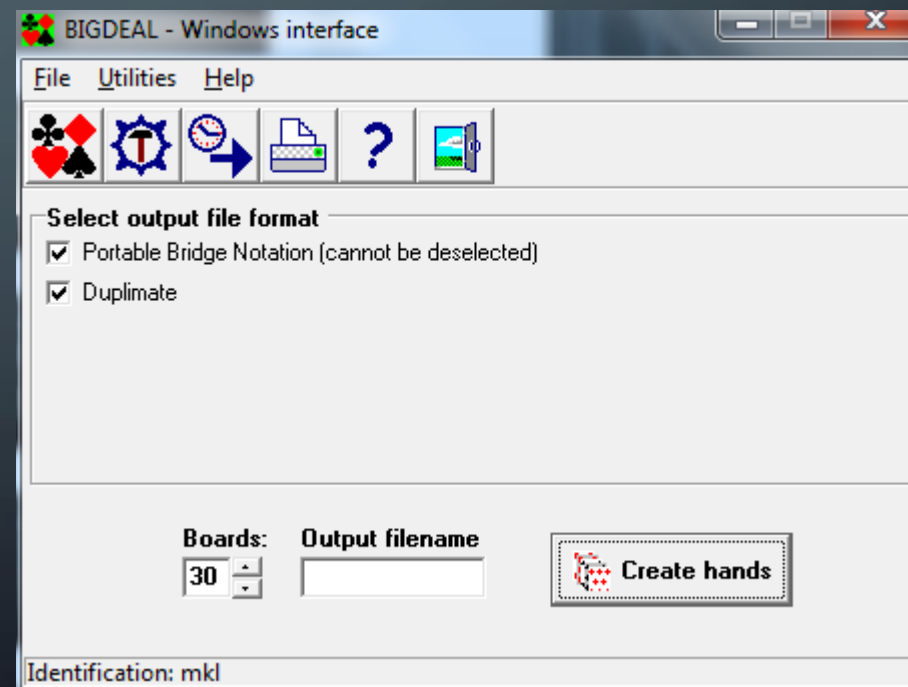 BIGDEAL - Windows interface
File Utilities Help
?
Select output file format
Portable Bridge Notation (cannot be deselected)
Duplimate
Boards: Output filename
30 Create hands
Identification: mkl